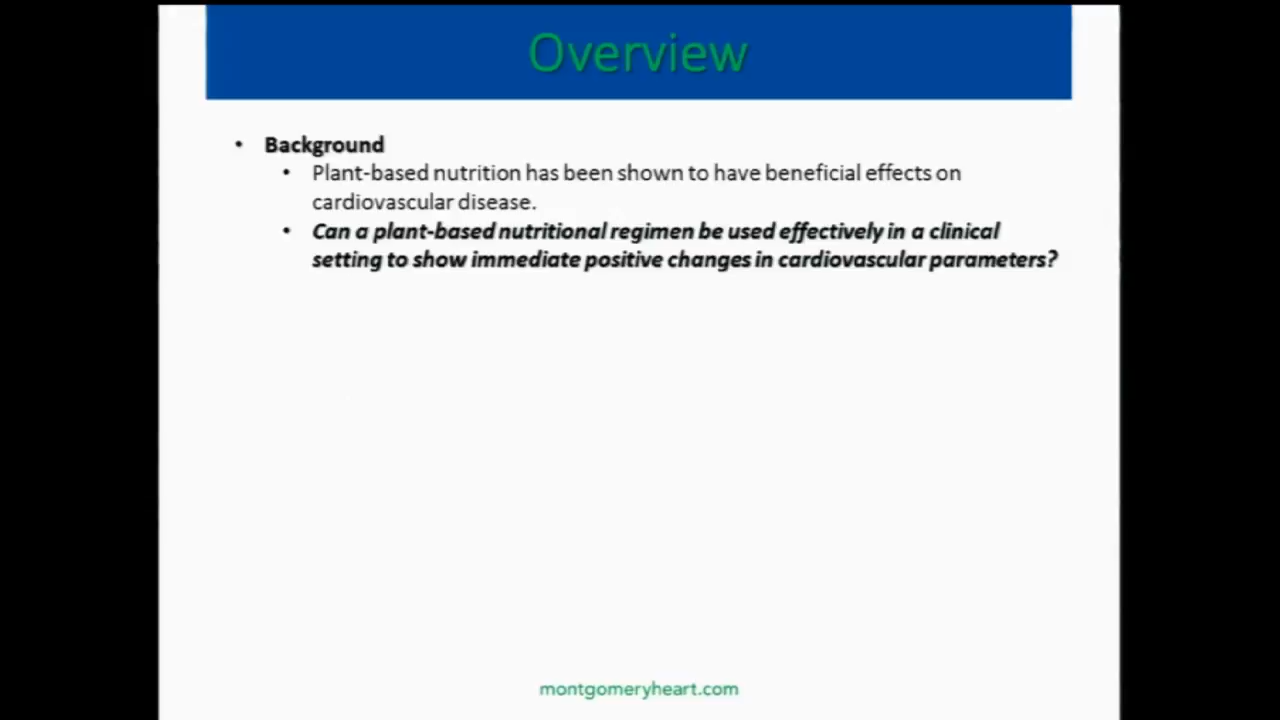 Overview
• Background
• Plant-based nutrition has been shown to have beneficial effects on
cardiovascular disease.
• Can a plant-based nutritional regimen be used effectively in a clinical
setting to show immediate positive changes in cardiovascular parameters?
montgomeryheart.com